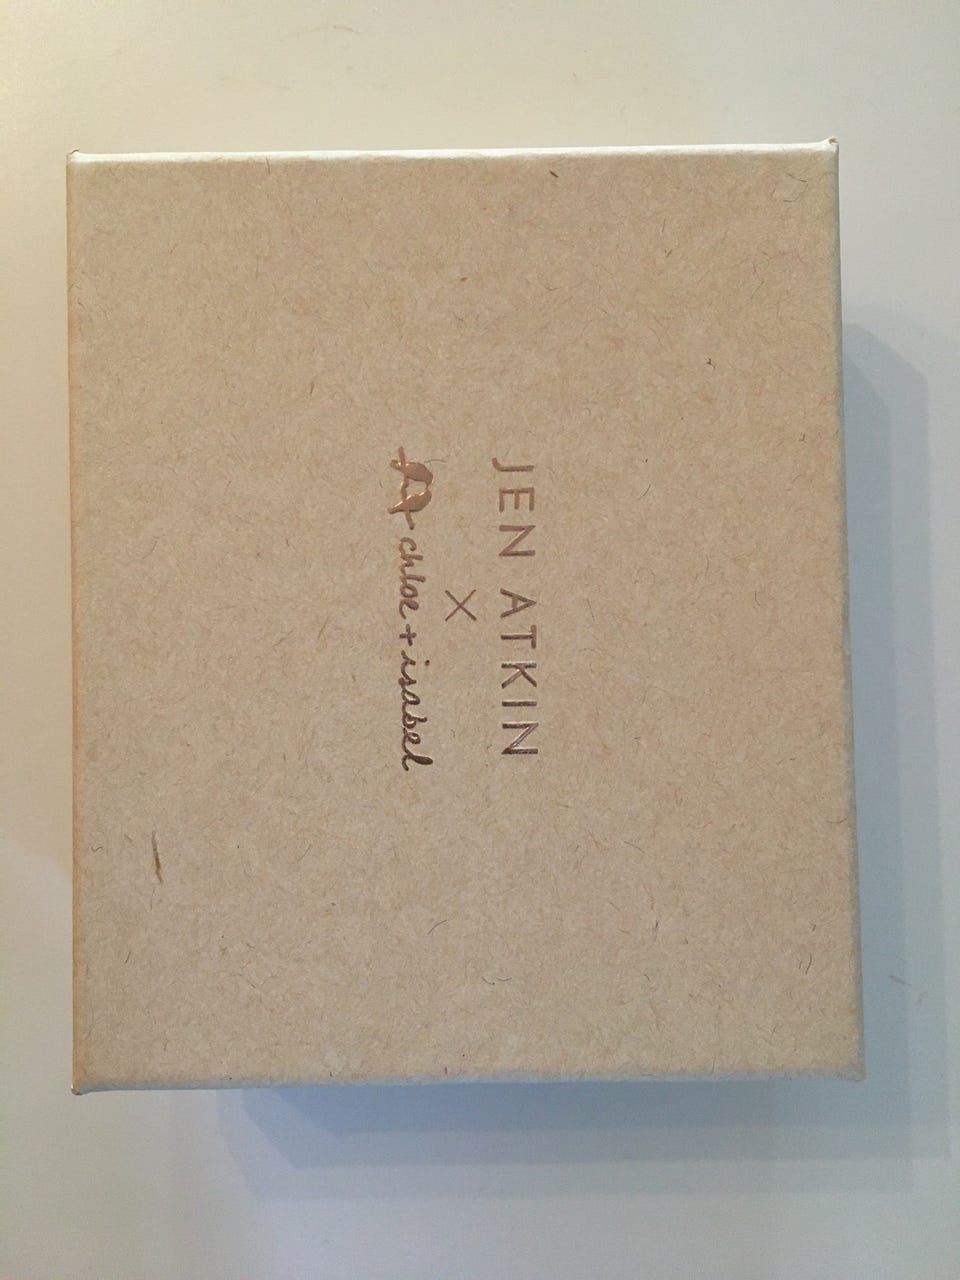 JEN ATKIN
X
chloe + isabel